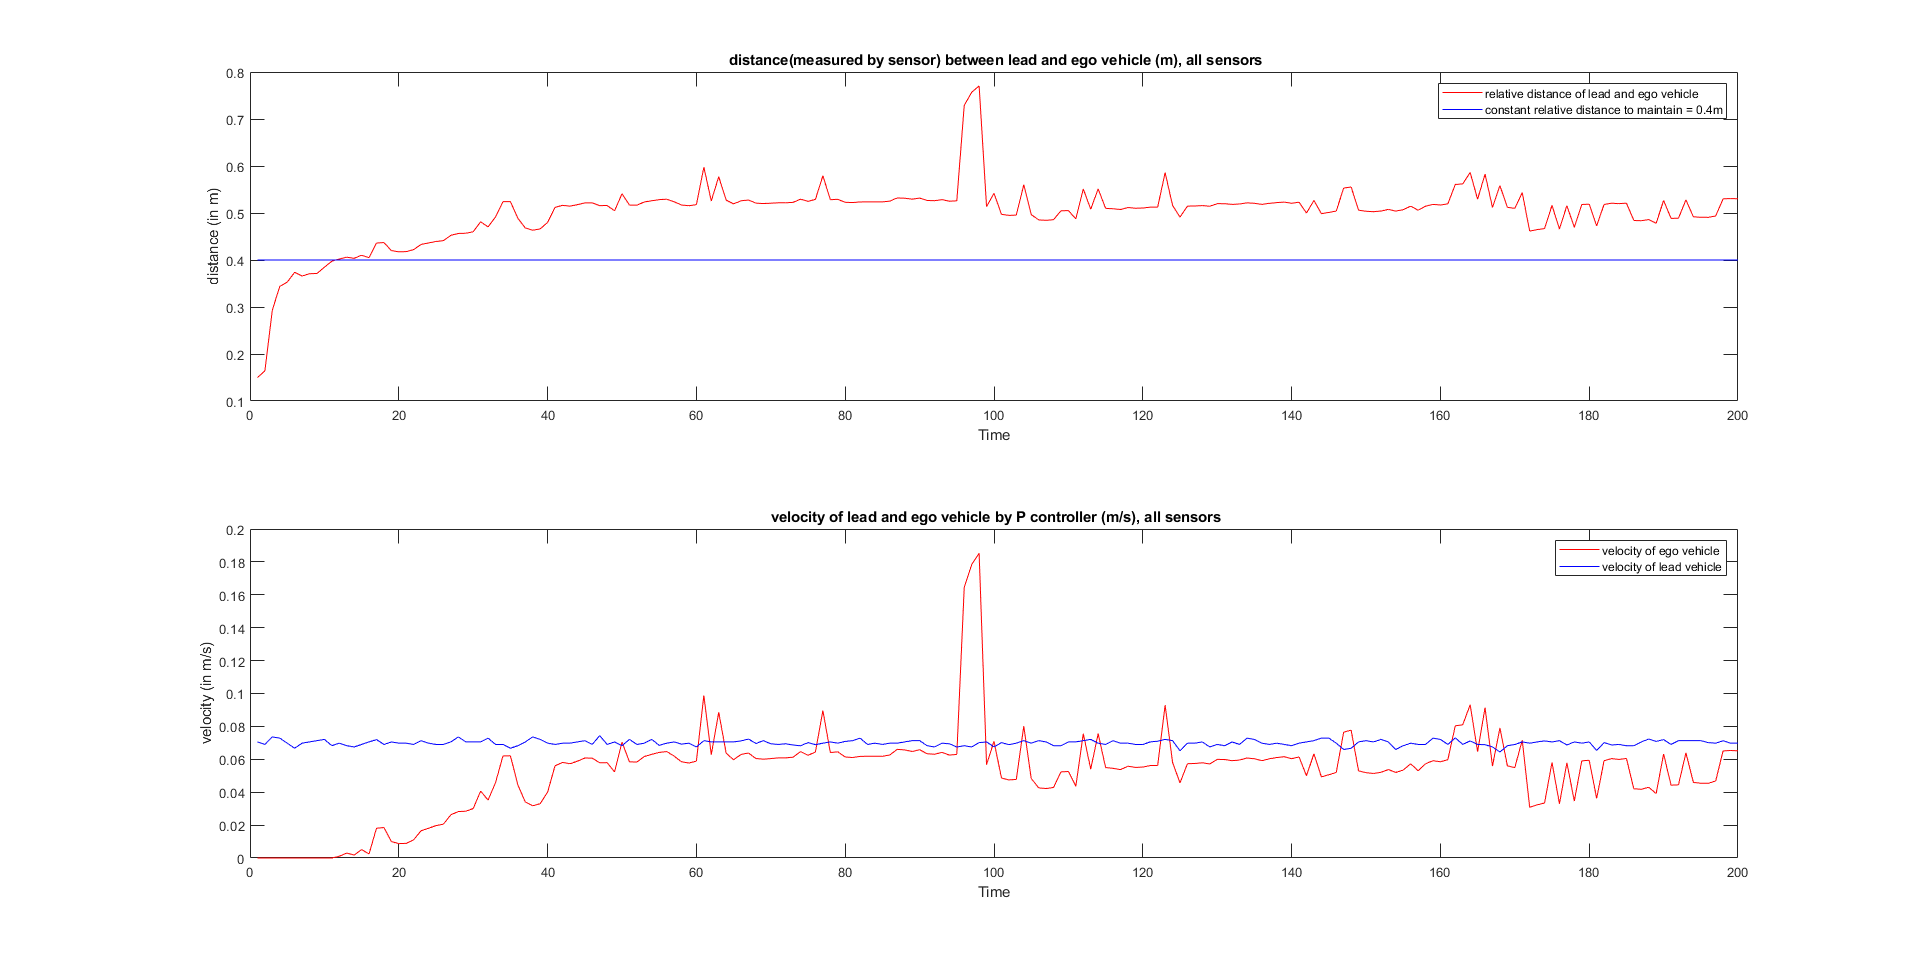 distance(measured by sensor) between lead and ego vehicle (m), all sensors
relative distance of lead and ego vehicle
constant relative distance to maintain = 0.4m
distance (in m)
0.8
0.7
0.6
0.5
0.4
0.3
0.2
0.1
0 20 40 60 80 100 120 140 160 180 200
Time
velocity of lead and ego vehicle by P controller (m/s), all sensors
velocity of ego vehicle
velocity of lead vehicle
velocity (in m/s)
0.2
0.18
0.16
0.14
0.12
0.1
0.08
0.06
0.04
0.02
0
0 20 40 60 80 100 120 140 160 180 200
Time